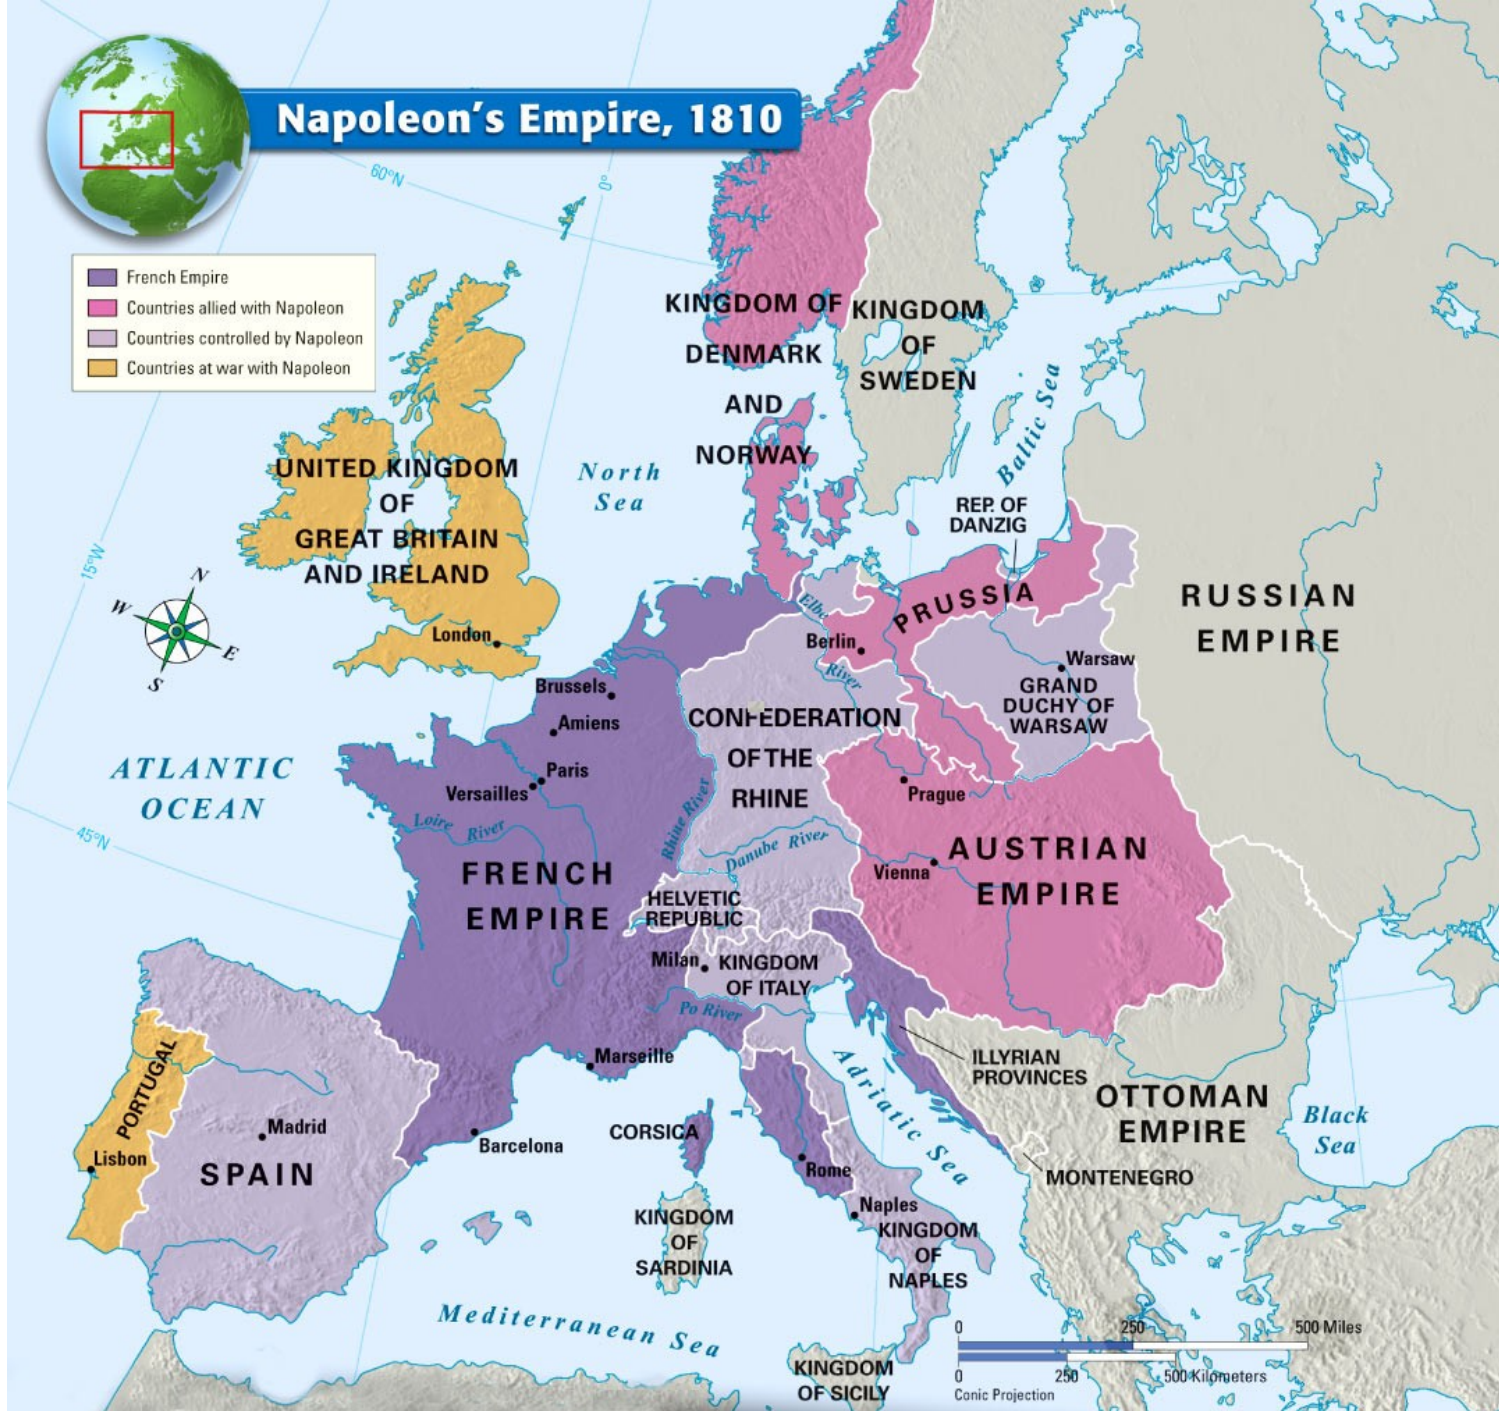 Napoleon's Empire, 1810
60°N
0°
French Empire
Countries allied with Napoleon
Countries controlled by Napoleon
Countries at war with Napoleon
KINGDOM OF
DENMARK
AND
NORWAY
KINGDOM
OF
SWEDEN
Baltic Sea
North
Sea
UNITED KINGDOM
OF
GREAT BRITAIN
AND IRELAND
London
15°W
N
W
E
S
REP. OF
DANZIG
PRUSSIA
RUSSIAN
EMPIRE
Elbe
River
Berlin
Warsaw
GRAND
DUCHY OF
WARSAW
Brussels
Amiens
Paris
Versailles
CONFEDERATION
OF THE
RHINE
Rhine River
Prague
ATLANTIC
OCEAN
45°N
Loire River
FRENCH
EMPIRE
Danube River
Vienna
AUSTRIAN
EMPIRE
HELVETIC
REPUBLIC
Milan
KINGDOM
OF ITALY
Po River
Marseille
Adriatic Sea
ILLYRIAN
PROVINCES
OTTOMAN
EMPIRE
Black
Sea
MONTENEGRO
PORTUGAL
Lisbon
Madrid
SPAIN
Barcelona
CORSICA
Rome
Naples
KINGDOM
OF
NAPLES
KINGDOM
OF
SARDINIA
Mediterranean Sea
KINGDOM
OF SICILY
0 250 500 Miles
0 250 500 Kilometers
Conic Projection